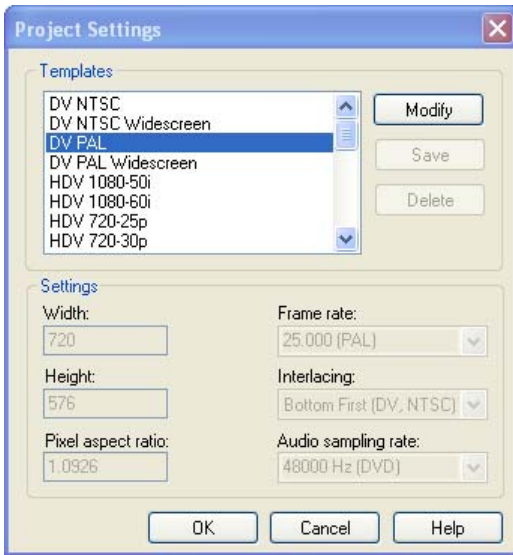 Project Settings
Templates
DV NTSC
DV NTSC Widescreen
DV PAL
DV PAL Widescreen
HDV 1080-50i
HDV 1080-60i
HDV 720-25p
HDV 720-30p
Modify
Save
Delete
Settings
Width:
720
Frame rate:
25.000 (PAL)
Height:
576
Interlacing:
Bottom First (DV, NTSC)
Pixel aspect ratio:
1.0926
Audio sampling rate:
48000 Hz (DVD)
OK
Cancel
Help